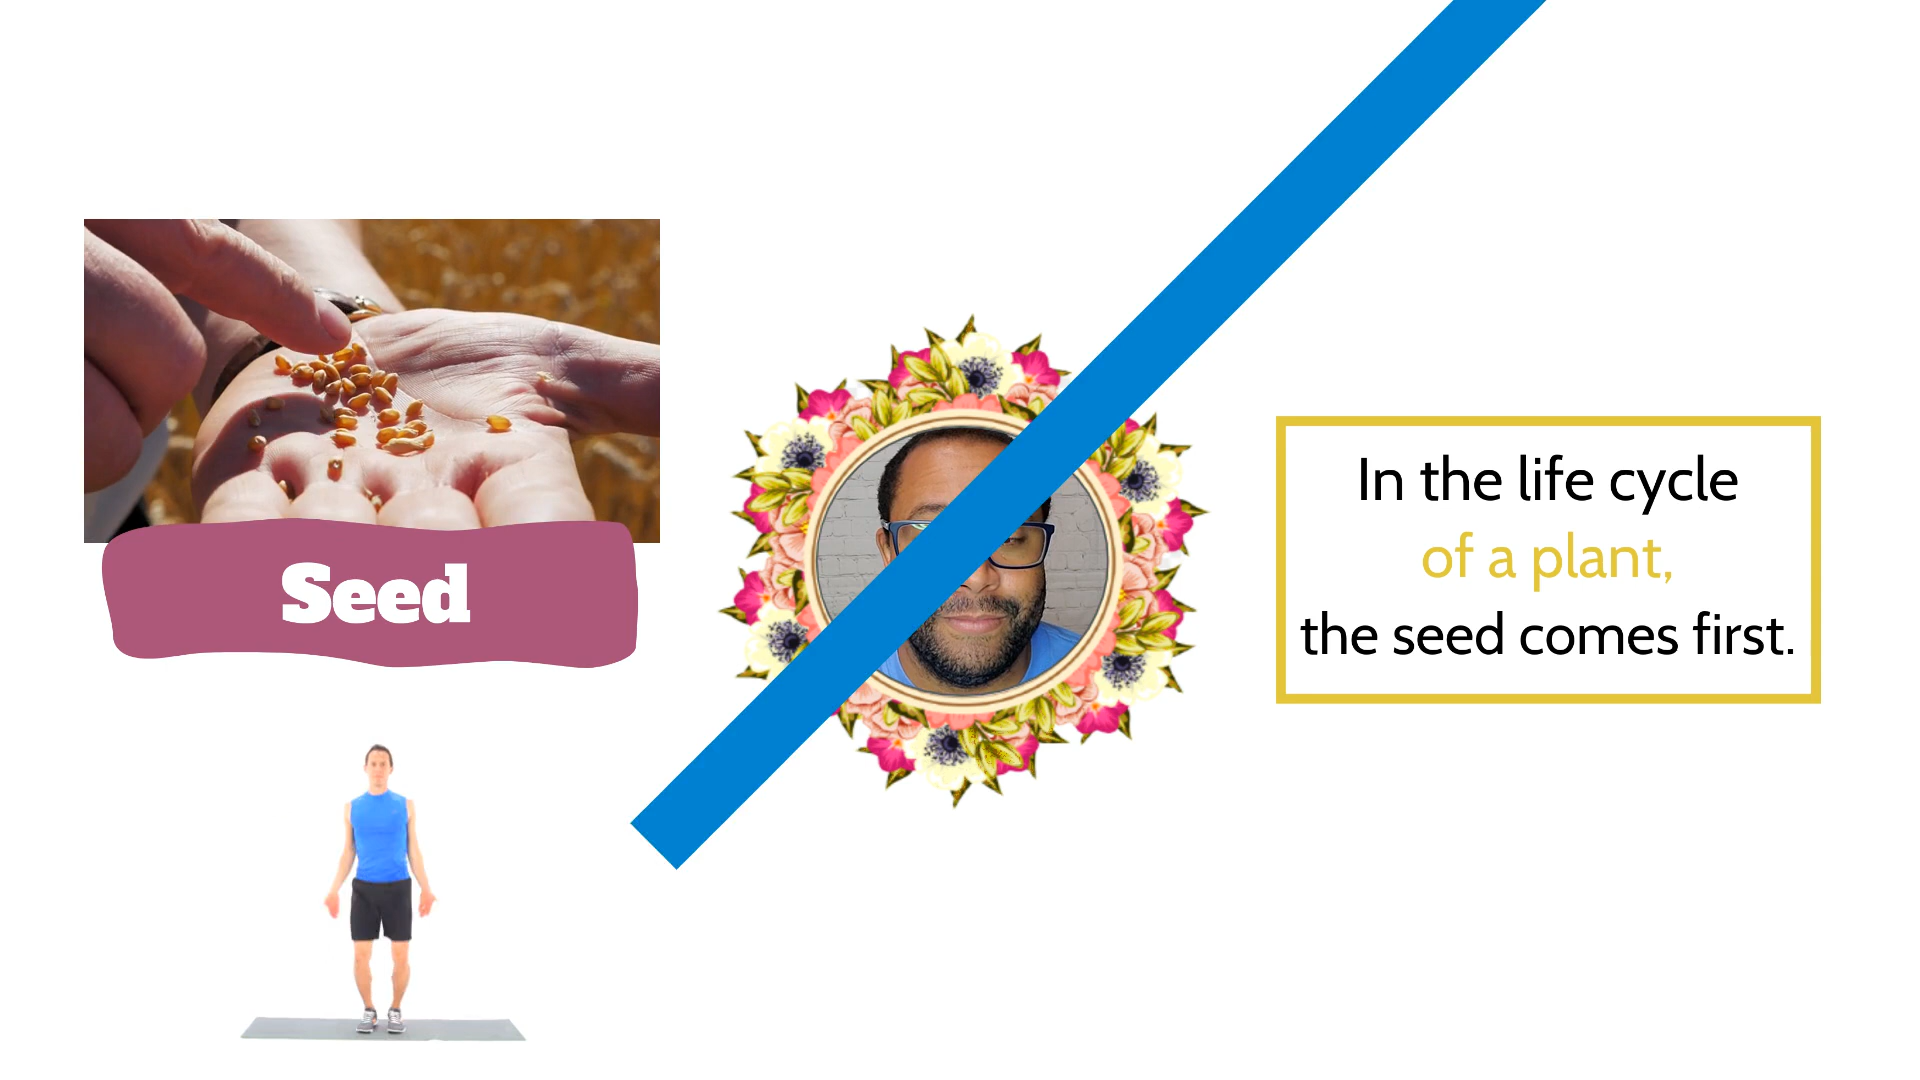 Seed
In the life cycle
of a plant,
the seed comes first.